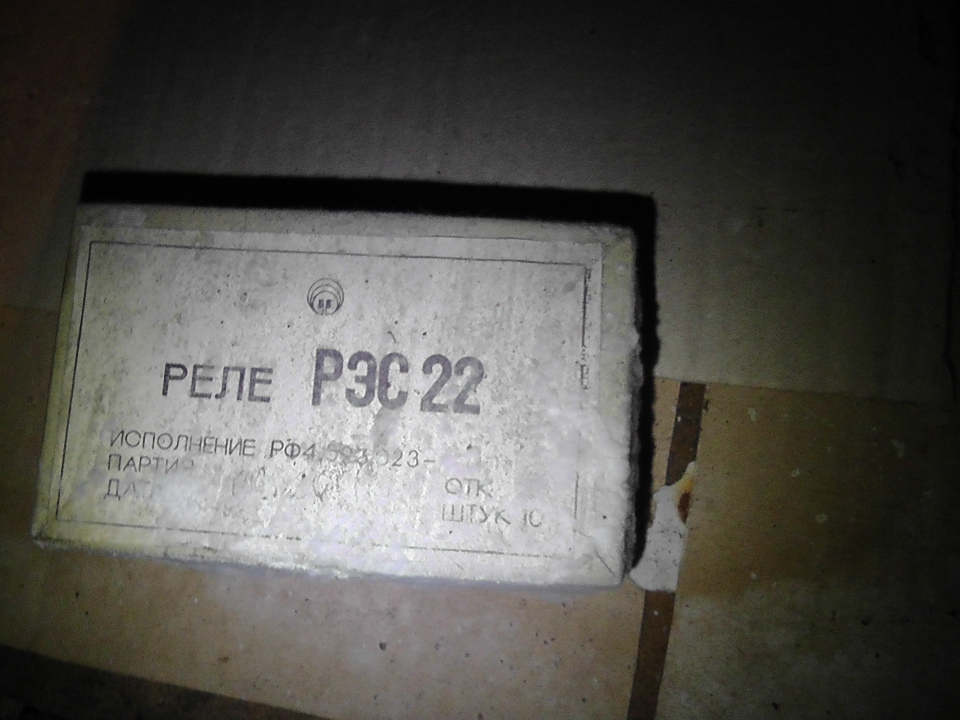 РЕЛЕ РЭС 22
ИСПОЛНЕНИЕ РФ4.523.023-
ПАРТИЯ
ОТК
ШТУК 10